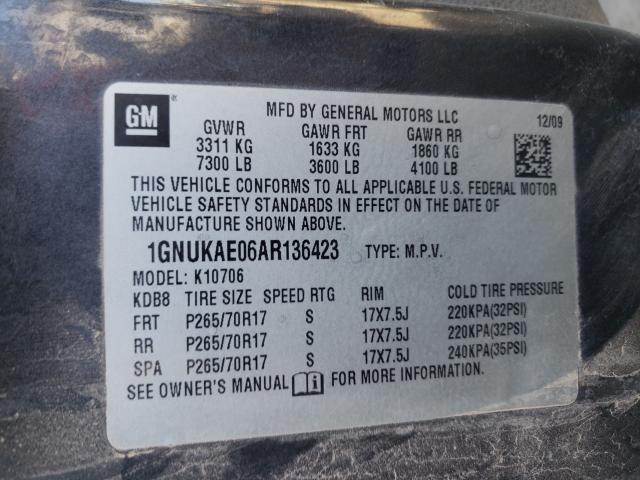 GM
MFD BY GENERAL MOTORS LLC
12/09
GVWR GAWR FRT GAWR RR
3311 KG 1633 KG 1860 KG
7300 LB 3600 LB 4100 LB
THIS VEHICLE CONFORMS TO ALL APPLICABLE U.S. FEDERAL MOTOR
VEHICLE SAFETY STANDARDS IN EFFECT ON THE DATE OF
MANUFACTURE SHOWN ABOVE.
1GNUKAE06AR136423 TYPE: M.P.V.
MODEL: K10706
KDB8 TIRE SIZE SPEED RTG RIM COLD TIRE PRESSURE
FRT P265/70R17 S 17X7.5J 220KPA(32PSI)
RR P265/70R17 S 17X7.5J 220KPA(32PSI)
SPA P265/70R17 S 17X7.5J 240KPA(35PSI)
SEE OWNER'S MANUAL FOR MORE INFORMATION.